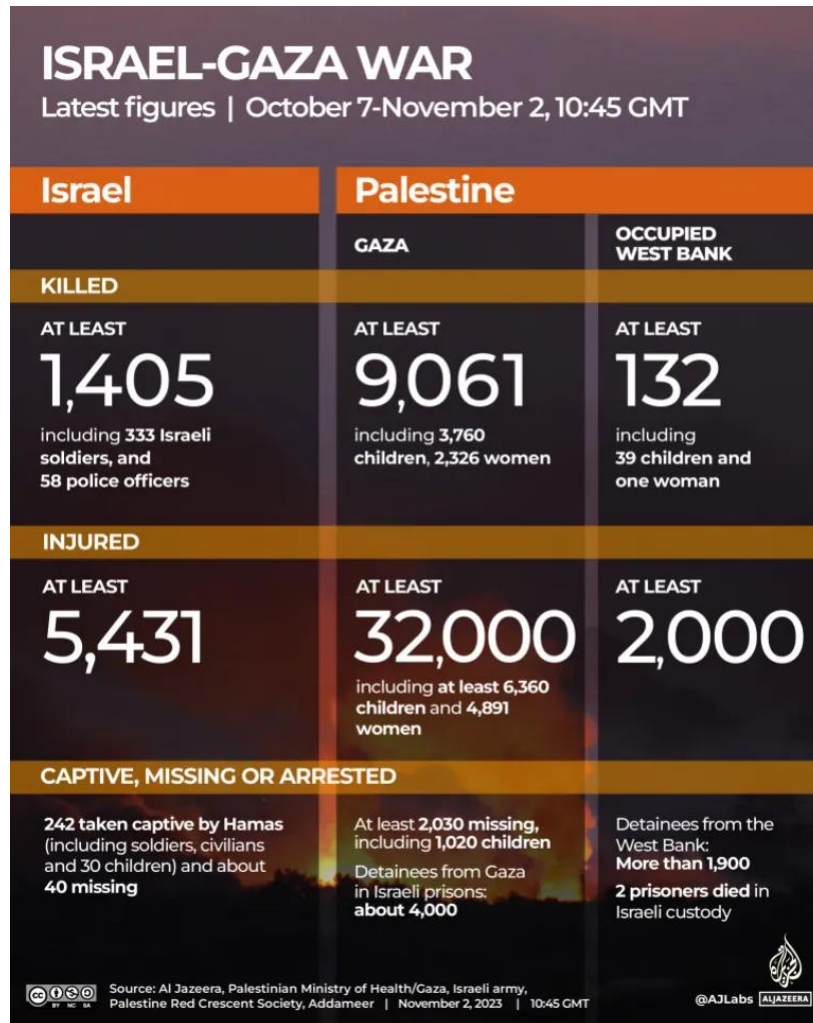 ISRAEL-GAZA WAR
Latest figures | October 7-November 2, 10:45 GMT
Israel
Palestine
GAZA
OCCUPIED
WEST BANK
KILLED
AT LEAST
1,405
including 333 Israeli
soldiers, and
58 police officers
AT LEAST
9,061
including 3,760
children, 2,326 women
AT LEAST
132
including
39 children and
one woman
INJURED
AT LEAST
5,431
AT LEAST
32,000
including at least 6,360
children and 4,891
women
AT LEAST
2,000
CAPTIVE, MISSING OR ARRESTED
242 taken captive by Hamas
(including soldiers, civilians
and 30 children) and about
40 missing
At least 2,030 missing,
including 1,020 children
Detainees from Gaza
in Israeli prisons:
about 4,000
Detainees from the
West Bank:
More than 1,900
2 prisoners died in
Israeli custody
cc BY NC SA
Source: Al Jazeera, Palestinian Ministry of Health/Gaza, Israeli army,
Palestine Red Crescent Society, Addameer | November 2, 2023 | 10:45 GMT
@AJLabs ALJAZEERA